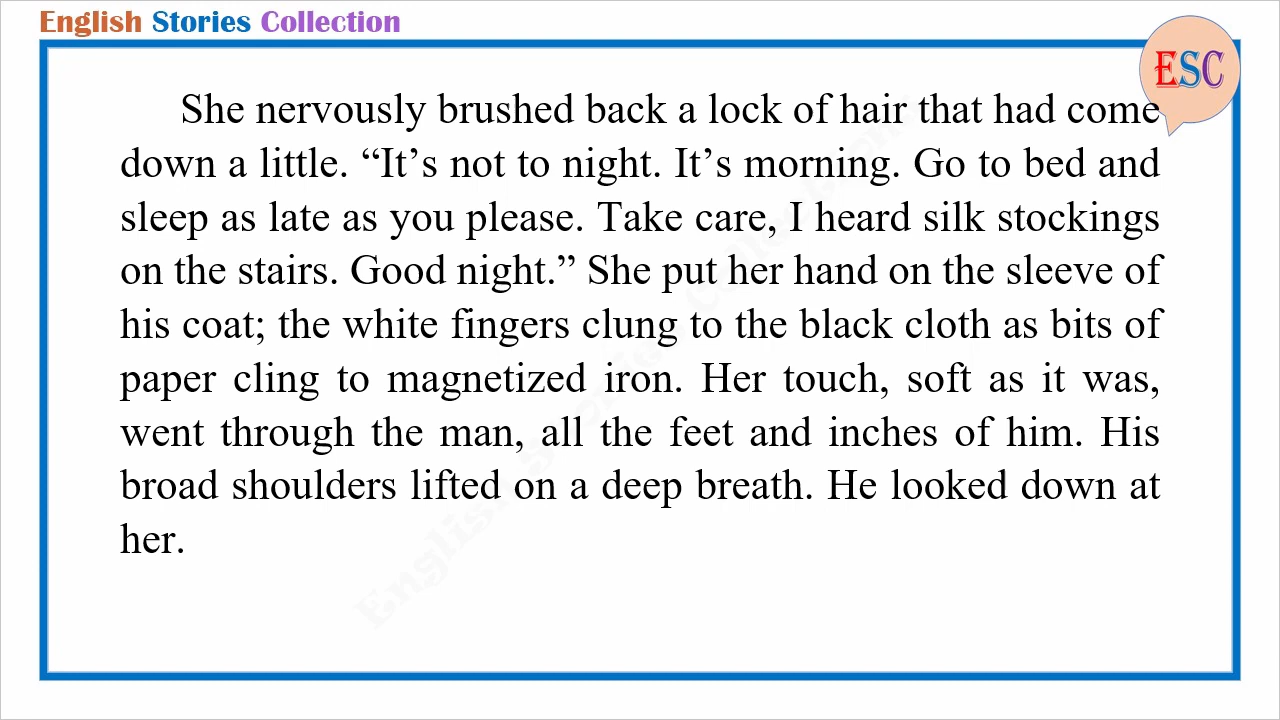 English Stories Collection
ESC
She nervously brushed back a lock of hair that had come
down a little. “It’s not to night. It’s morning. Go to bed and
sleep as late as you please. Take care, I heard silk stockings
on the stairs. Good night.” She put her hand on the sleeve of
his coat; the white fingers clung to the black cloth as bits of
paper cling to magnetized iron. Her touch, soft as it was,
went through the man, all the feet and inches of him. His
broad shoulders lifted on a deep breath. He looked down at
her.
English Stories Collection